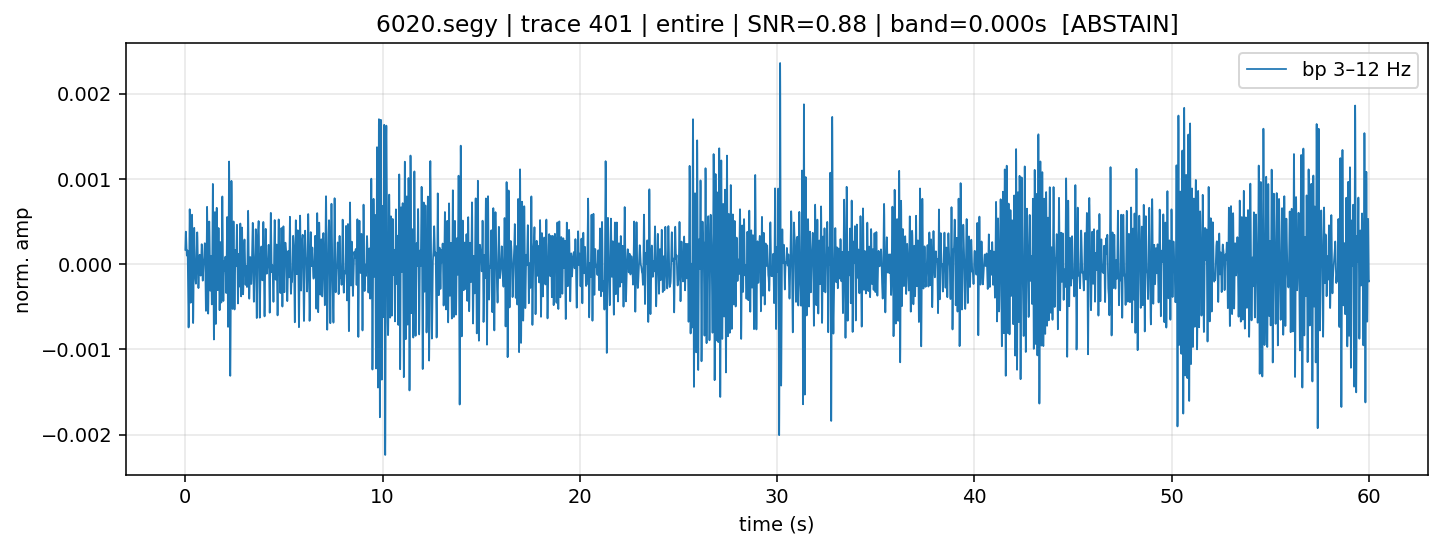 6020.segy | trace 401 | entire | SNR=0.88 | band=0.000s  [ABSTAIN]
bp 3–12 Hz
norm. amp
0.002
0.001
0.000
−0.001
−0.002
0 10 20 30 40 50 60
time (s)